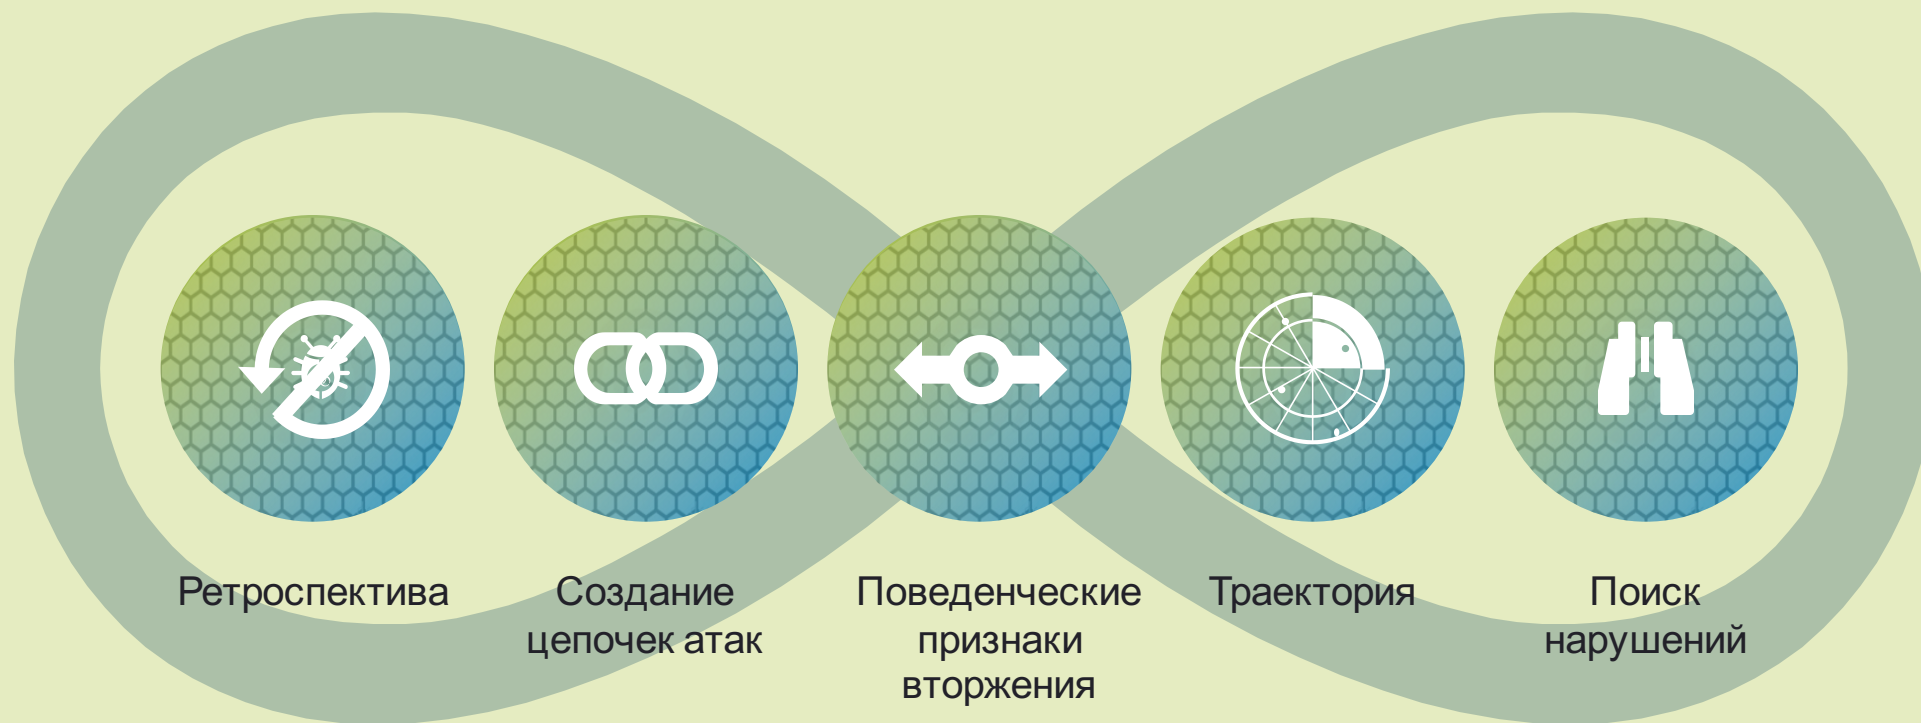 Ретроспектива
Создание
цепочек атак
Поведенческие
признаки
вторжения
Траектория
Поиск
нарушений